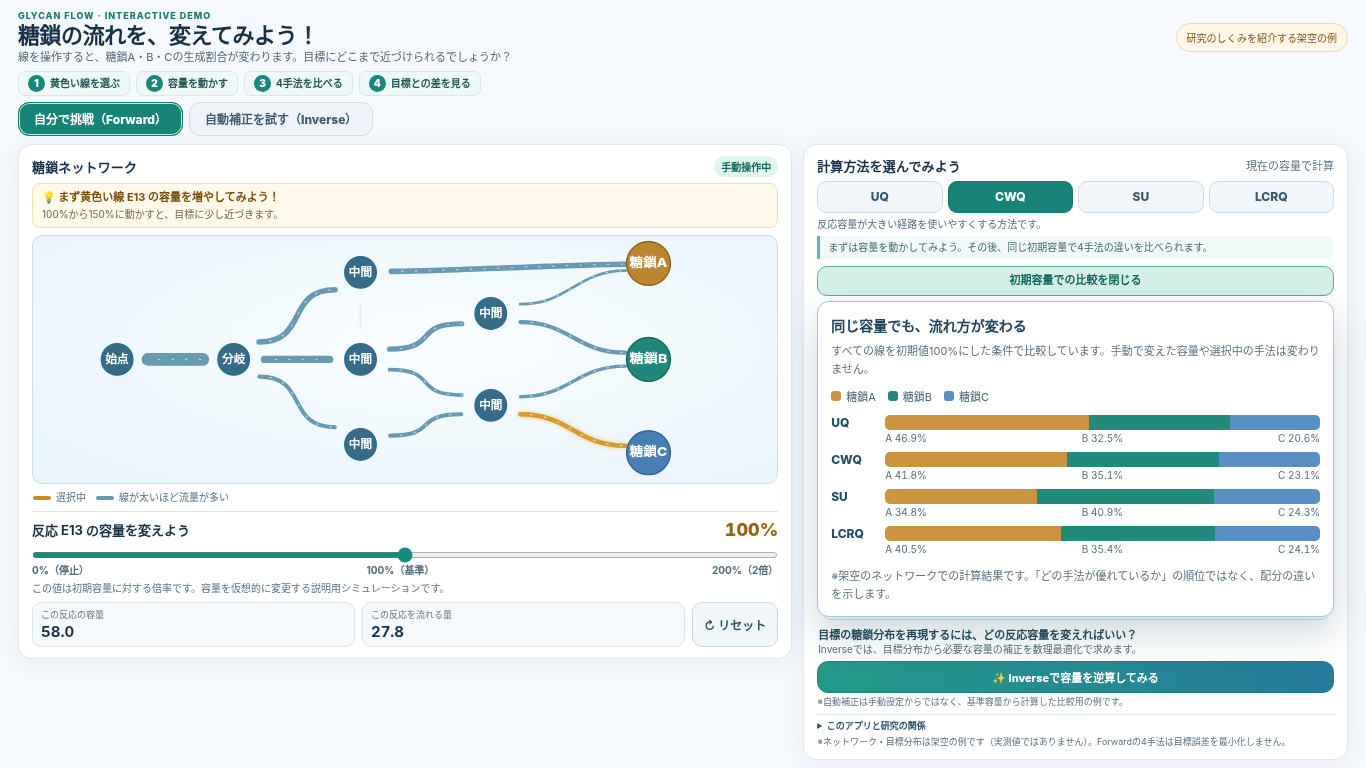 GLYCAN FLOW · INTERACTIVE DEMO
糖鎖の流れを、変えてみよう！
線を操作すると、糖鎖A・B・Cの生成割合が変わります。目標にどこまで近づけられるでしょうか？
研究のしくみを紹介する架空の例
1 黄色い線を選ぶ 2 容量を動かす 3 4手法を比べる 4 目標との差を見る
自分で挑戦（Forward） 自動補正を試す（Inverse）
糖鎖ネットワーク 手動操作中
💡 まず黄色い線 E13 の容量を増やしてみよう！
100%から150%に動かすと、目標に少し近づきます。
始点
分岐
中間
中間
中間
中間
中間
糖鎖A
糖鎖B
糖鎖C
選択中 線が太いほど流量が多い
反応 E13 の容量を変えよう 100%
0%（停止） 100%（基準） 200%（2倍）
この値は初期容量に対する倍率です。容量を仮想的に変更する説明用シミュレーションです。
この反応の容量
58.0
この反応を流れる量
27.8
↻ リセット
計算方法を選んでみよう 現在の容量で計算
UQ CWQ SU LCRQ
反応容量が大きい経路を使いやすくする方法です。
まずは容量を動かしてみよう。その後、同じ初期容量で4手法の違いを比べられます。
初期容量での比較を閉じる
同じ容量でも、流れ方が変わる
すべての線を初期値100%にした条件で比較しています。手動で変えた容量や選択中の手法は変わり
ません。
糖鎖A 糖鎖B 糖鎖C
UQ
A 46.9% B 32.5% C 20.6%
CWQ
A 41.8% B 35.1% C 23.1%
SU
A 34.8% B 40.9% C 24.3%
LCRQ
A 40.5% B 35.4% C 24.1%
※架空のネットワークでの計算結果です。「どの手法が優れているか」の順位ではなく、配分の違い
を示します。
目標の糖鎖分布を再現するには、どの反応容量を変えればいい？
Inverseでは、目標分布から必要な容量の補正を数理最適化で求めます。
✨ Inverseで容量を逆算してみる
※自動補正は手動設定からではなく、基準容量から計算した比較用の例です。
▶ このアプリと研究の関係
※ネットワーク・目標分布は架空の例です（実測値ではありません）。Forwardの4手法は目標誤差を最小化しません。